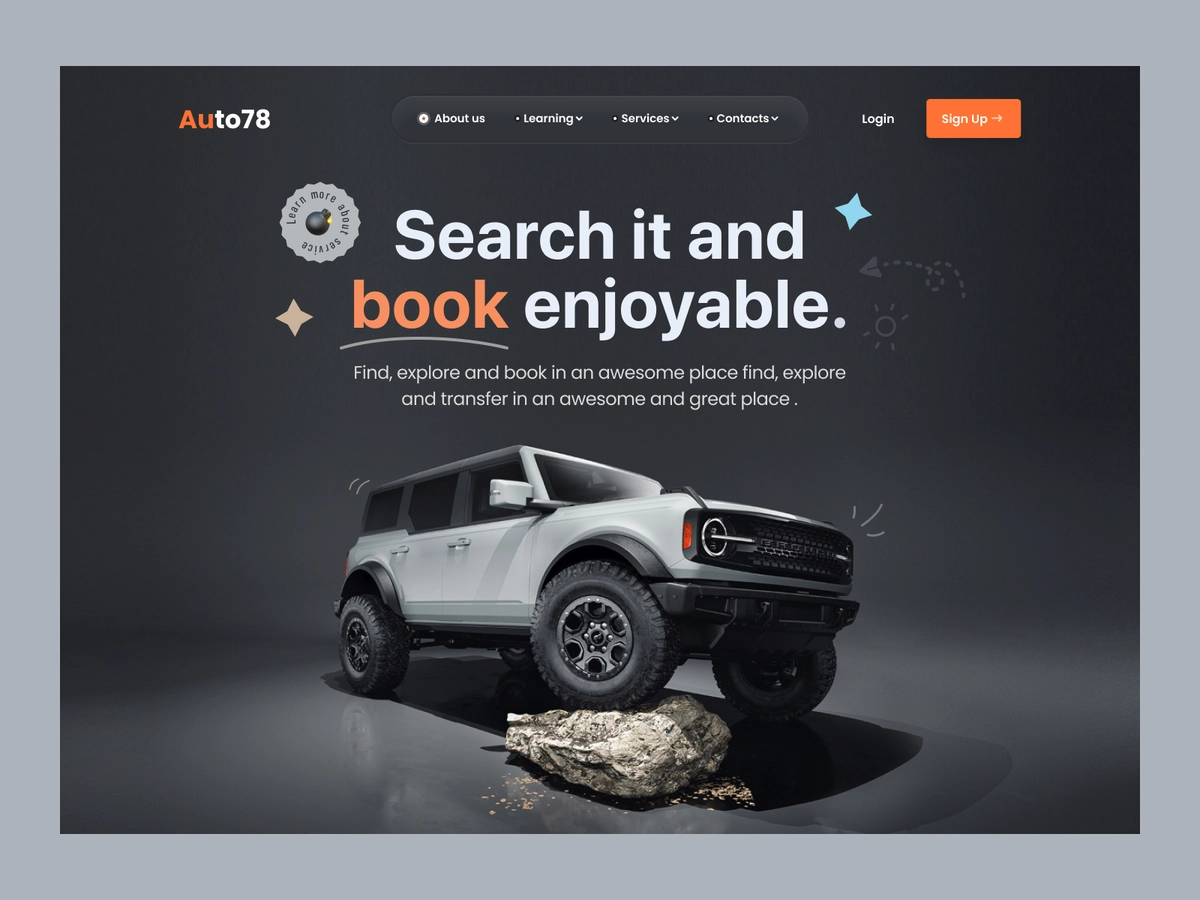 Auto78
About us
Learning
Services
Contacts
Login
Sign Up →
Learn more about service
Search it and
book enjoyable.
Find, explore and book in an awesome place find, explore
and transfer in an awesome and great place .
BRONCO